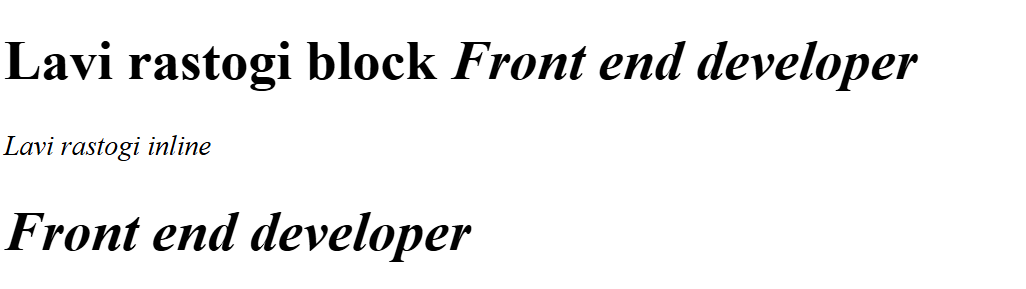 Lavi rastogi block Front end developer
Lavi rastogi inline
Front end developer